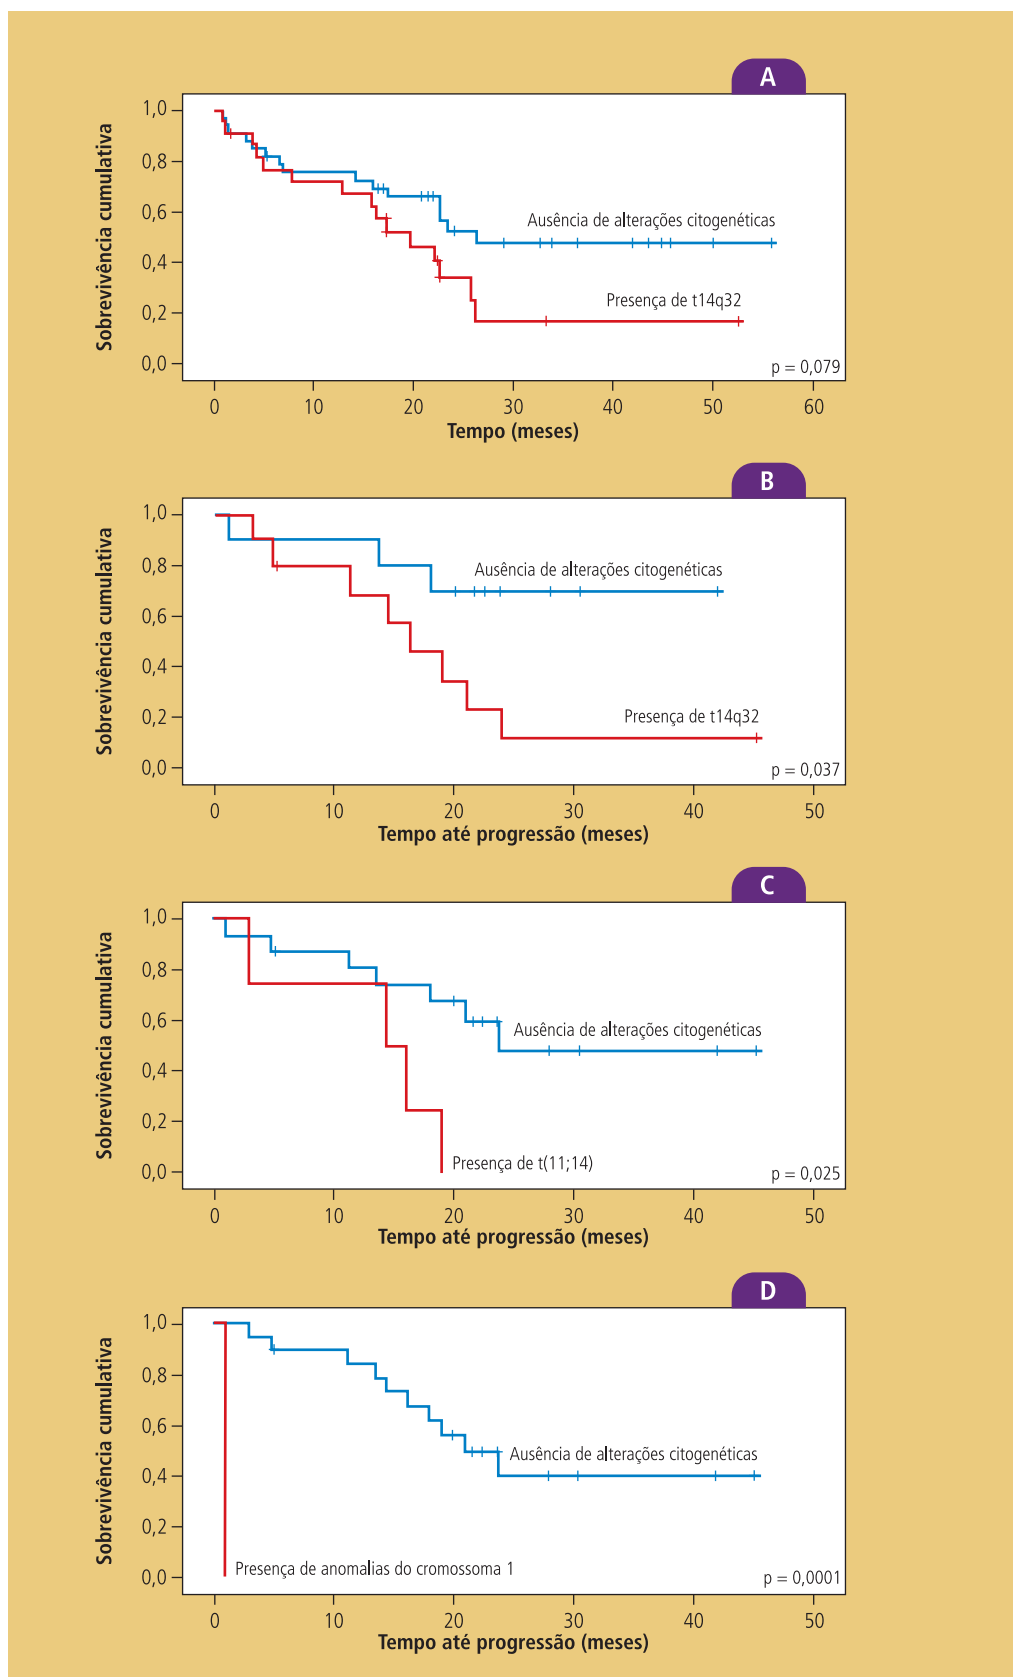 A
Sobrevivência cumulativa
1,0
0,8
0,6
0,4
0,2
0,0
Ausência de alterações citogenéticas
Presença de t14q32
p = 0,079
0 10 20 30 40 50 60
Tempo (meses)
B
Sobrevivência cumulativa
1,0
0,8
0,6
0,4
0,2
0,0
Ausência de alterações citogenéticas
Presença de t14q32
p = 0,037
0 10 20 30 40 50
Tempo até progressão (meses)
C
Sobrevivência cumulativa
1,0
0,8
0,6
0,4
0,2
0,0
Ausência de alterações citogenéticas
Presença de t(11;14)
p = 0,025
0 10 20 30 40 50
Tempo até progressão (meses)
D
Sobrevivência cumulativa
1,0
0,8
0,6
0,4
0,2
0,0
Ausência de alterações citogenéticas
Presença de anomalias do cromossoma 1
p = 0,0001
0 10 20 30 40 50
Tempo até progressão (meses)